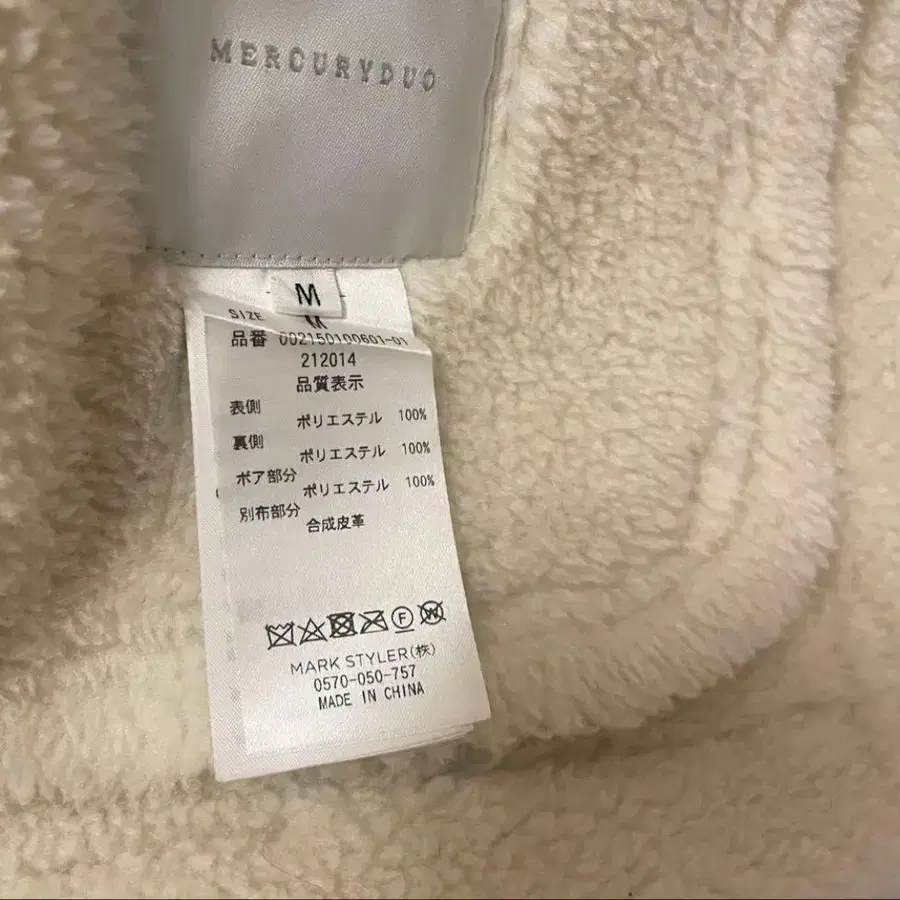 MERCURYDUO
M
SIZE
品番 002150100601-01
212014
品質表示
表側 ポリエステル 100%
裏側 ポリエステル 100%
ボア部分 ポリエステル 100%
別布部分 合成皮革
F W
MARK STYLER(株)
0570-050-757
MADE IN CHINA